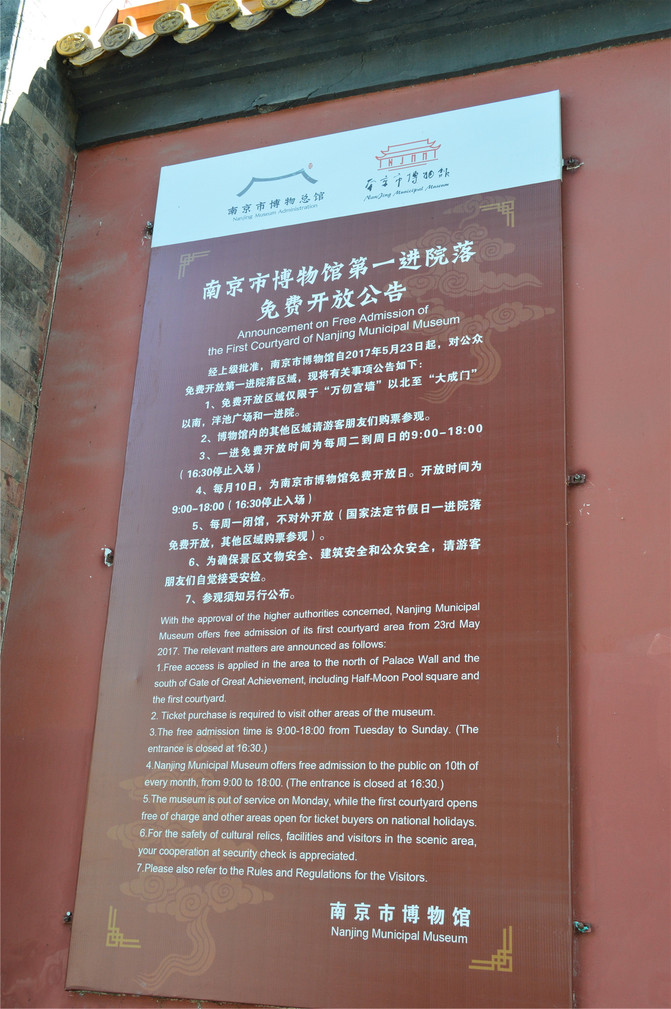 南京市博物总馆
Nanjing Museum Administration
南京市博物馆
NanJing Municipal Museum
南京市博物馆第一进院落
免费开放公告
Announcement on Free Admission of
the First Courtyard of Nanjing Municipal Museum
经上级批准，南京市博物馆自2017年5月23日起，对公众
免费开放第一进院落区域，现将有关事项公告如下：
1、免费开放区域仅限于“万仞宫墙”以北至“大成门”
以南，泮池广场和一进院。
2、博物馆内的其他区域请游客朋友们购票参观。
3、一进免费开放时间为每周二到周日的9:00-18:00
（16:30停止入场）
4、每月10日，为南京市博物馆免费开放日。开放时间为
9:00-18:00（16:30停止入场）
5、每周一闭馆，不对外开放（国家法定节假日一进院落
免费开放，其他区域购票参观）。
6、为确保景区文物安全、建筑安全和公众安全，请游客
朋友们自觉接受安检。
7、参观须知另行公布。
With the approval of the higher authorities concerned, Nanjing Municipal
Museum offers free admission of its first courtyard area from 23rd May
2017. The relevant matters are announced as follows:
1.Free access is applied in the area to the north of Palace Wall and the
south of Gate of Great Achievement, including Half-Moon Pool square and
the first courtyard.
2. Ticket purchase is required to visit other areas of the museum.
3.The free admission time is 9:00-18:00 from Tuesday to Sunday. (The
entrance is closed at 16:30.)
4.Nanjing Municipal Museum offers free admission to the public on 10th of
every month, from 9:00 to 18:00. (The entrance is closed at 16:30.)
5.The museum is out of service on Monday, while the first courtyard opens
free of charge and other areas open for ticket buyers on national holidays.
6.For the safety of cultural relics, facilities and visitors in the scenic area,
your cooperation at security check is appreciated.
7.Please also refer to the Rules and Regulations for the Visitors.
南京市博物馆
Nanjing Municipal Museum